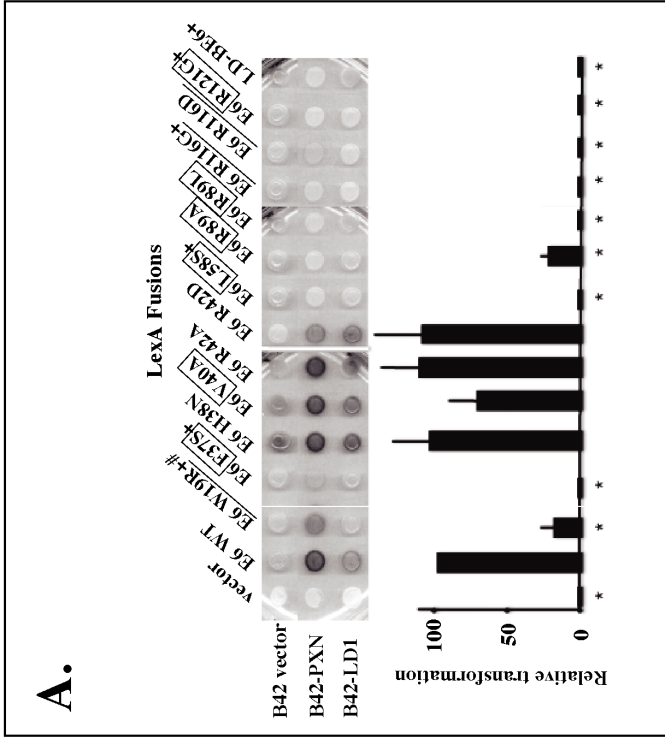 A.
LexA Fusions
vector
E6 WT
E6 W19R+#
E6 F37S+
E6 H38N
E6 V40A
E6 R42A
E6 R42D
E6 L58S+
E6 R89A
E6 R89L
E6 R116G+
E6 R116D
E6 R121G+
LD-BE6+
B42 vector
B42-PXN
B42-LD1
Relative transformation
100
50
0
* * * * * * * * * *